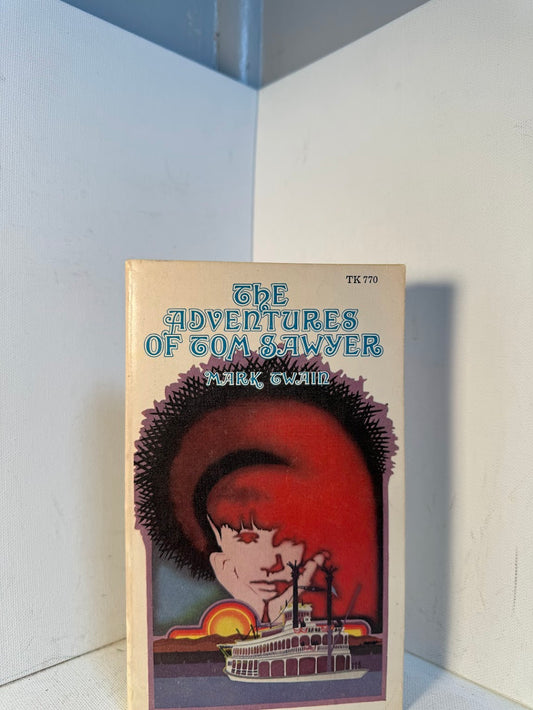 TK 770
THE
ADVENTURES
OF TOM SAWYER
MARK TWAIN